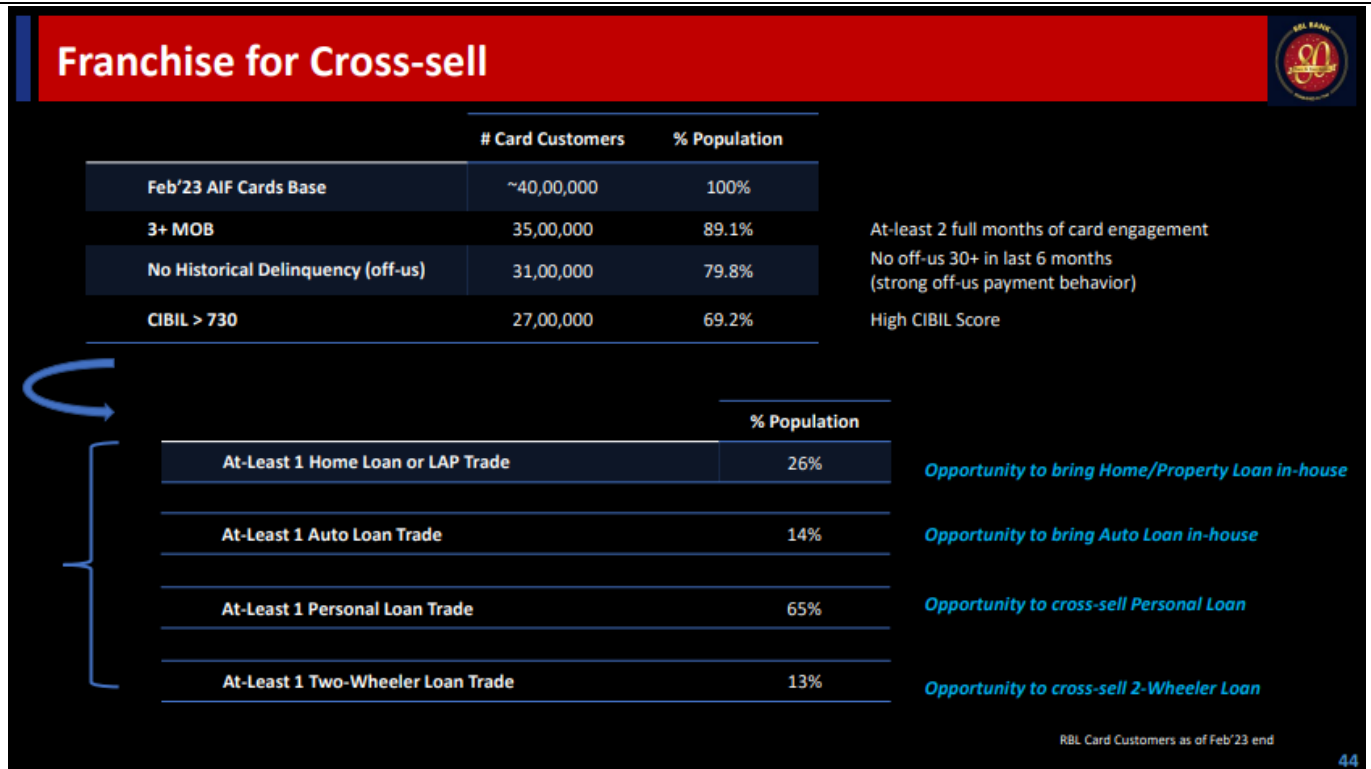 Franchise for Cross-sell
RBL BANK
80
# Card Customers % Population
Feb'23 AIF Cards Base ~40,00,000 100%
3+ MOB 35,00,000 89.1% At-least 2 full months of card engagement
No Historical Delinquency (off-us) 31,00,000 79.8% No off-us 30+ in last 6 months
(strong off-us payment behavior)
CIBIL > 730 27,00,000 69.2% High CIBIL Score
% Population
At-Least 1 Home Loan or LAP Trade 26% Opportunity to bring Home/Property Loan in-house
At-Least 1 Auto Loan Trade 14% Opportunity to bring Auto Loan in-house
At-Least 1 Personal Loan Trade 65% Opportunity to cross-sell Personal Loan
At-Least 1 Two-Wheeler Loan Trade 13% Opportunity to cross-sell 2-Wheeler Loan
RBL Card Customers as of Feb'23 end
44